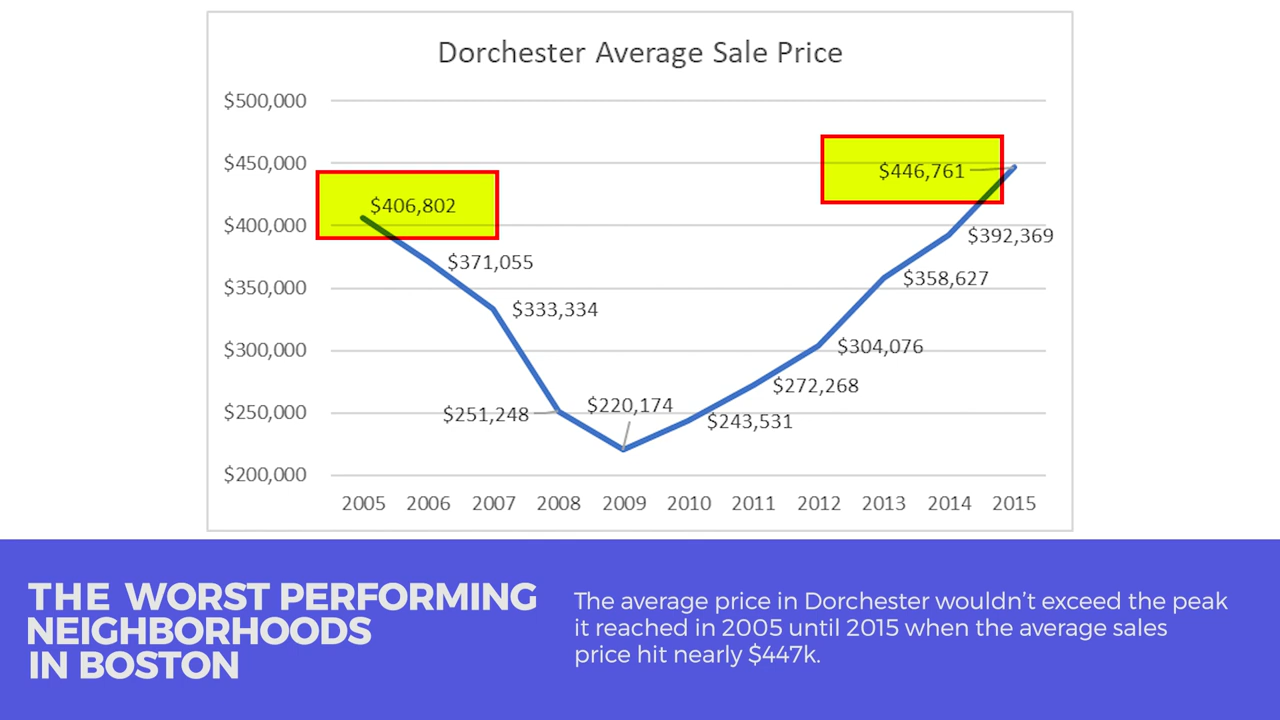 Dorchester Average Sale Price
$500,000
$450,000
$400,000
$350,000
$300,000
$250,000
$200,000
$406,802
$371,055
$333,334
$251,248
$220,174
$243,531
$272,268
$304,076
$358,627
$392,369
$446,761
2005 2006 2007 2008 2009 2010 2011 2012 2013 2014 2015
THE WORST PERFORMING
NEIGHBORHOODS
IN BOSTON
The average price in Dorchester wouldn’t exceed the peak
it reached in 2005 until 2015 when the average sales
price hit nearly $447k.